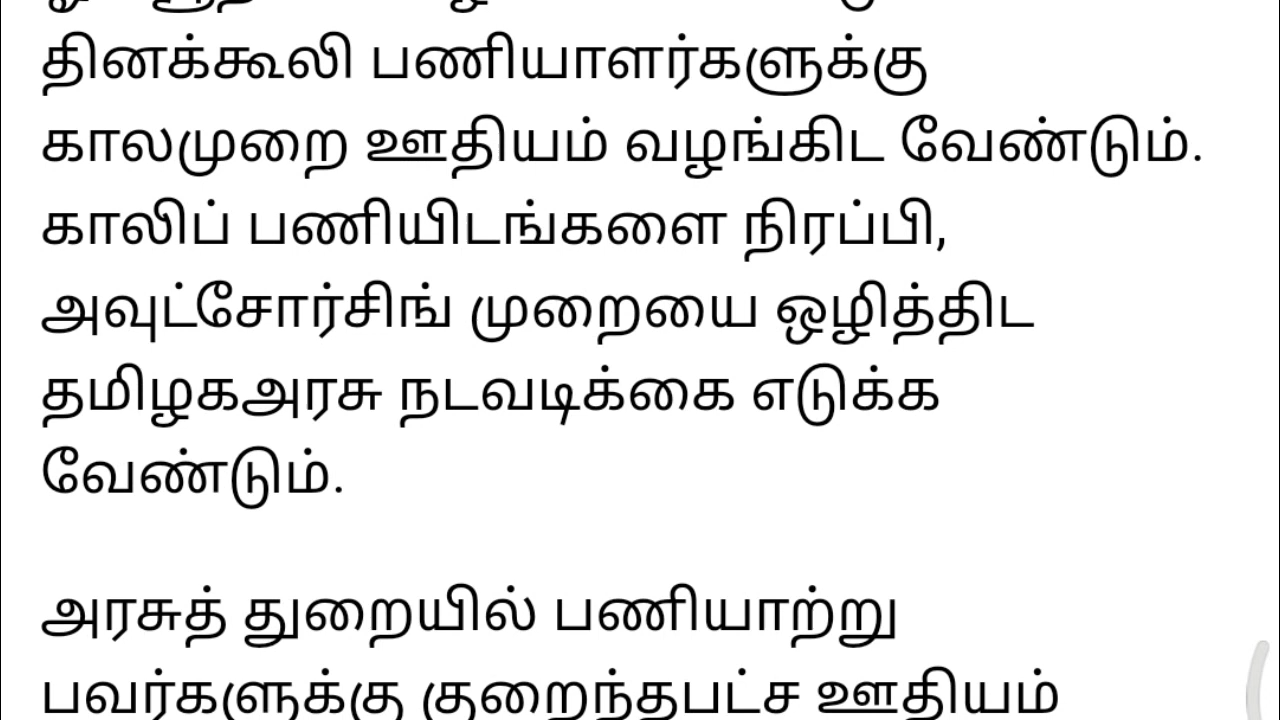 தினக்கூலி பணியாளர்களுக்கு
காலமுறை ஊதியம் வழங்கிட வேண்டும்.
காலிப் பணியிடங்களை நிரப்பி,
அவுட்சோர்சிங் முறையை ஒழித்திட
தமிழகஅரசு நடவடிக்கை எடுக்க
வேண்டும்.
அரசுத் துறையில் பணியாற்று
பவர்களுக்கு குறைந்தபட்ச ஊதியம்